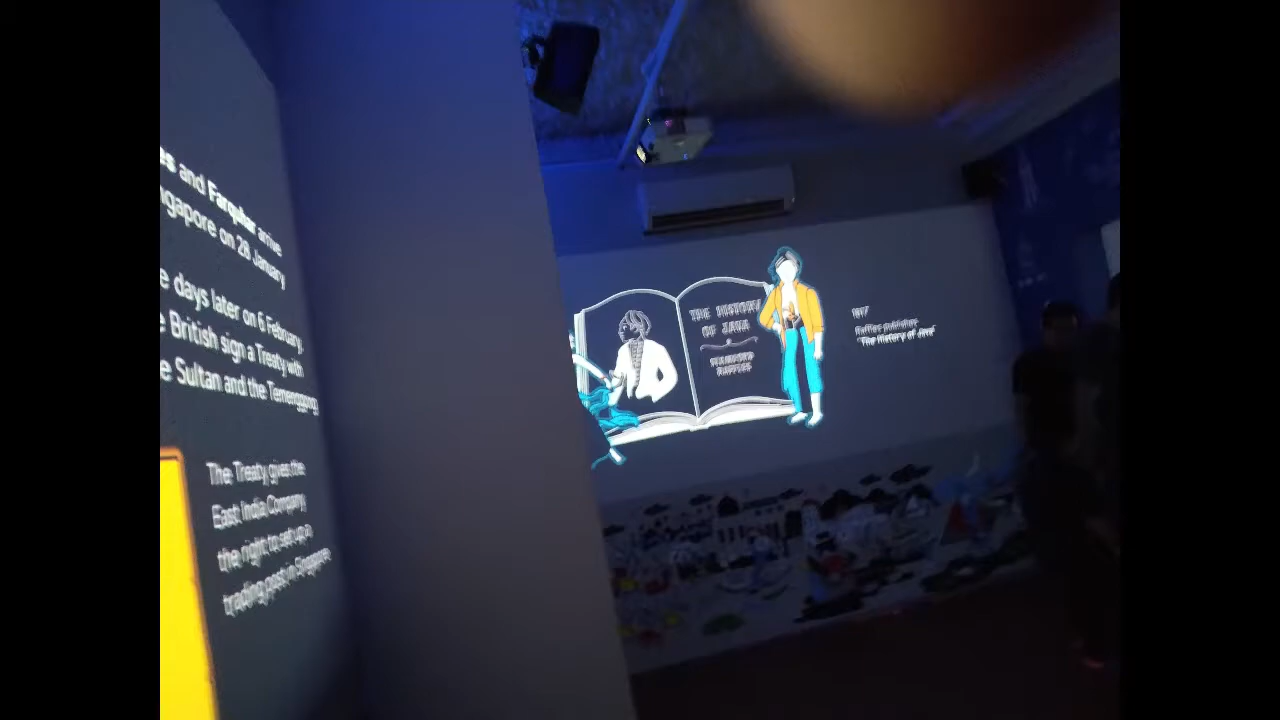 and Farquhar arrive
on 28 January
days later on 6 February,
British sign a Treaty with
Sultan and the Temenggong.
The Treaty gives the
East India Company
the right to set up a
trading post in Singapore.
THE HISTORY
OF JAVA
STAMFORD
RAFFLES
1817
Raffles publishes
'The History of Java'